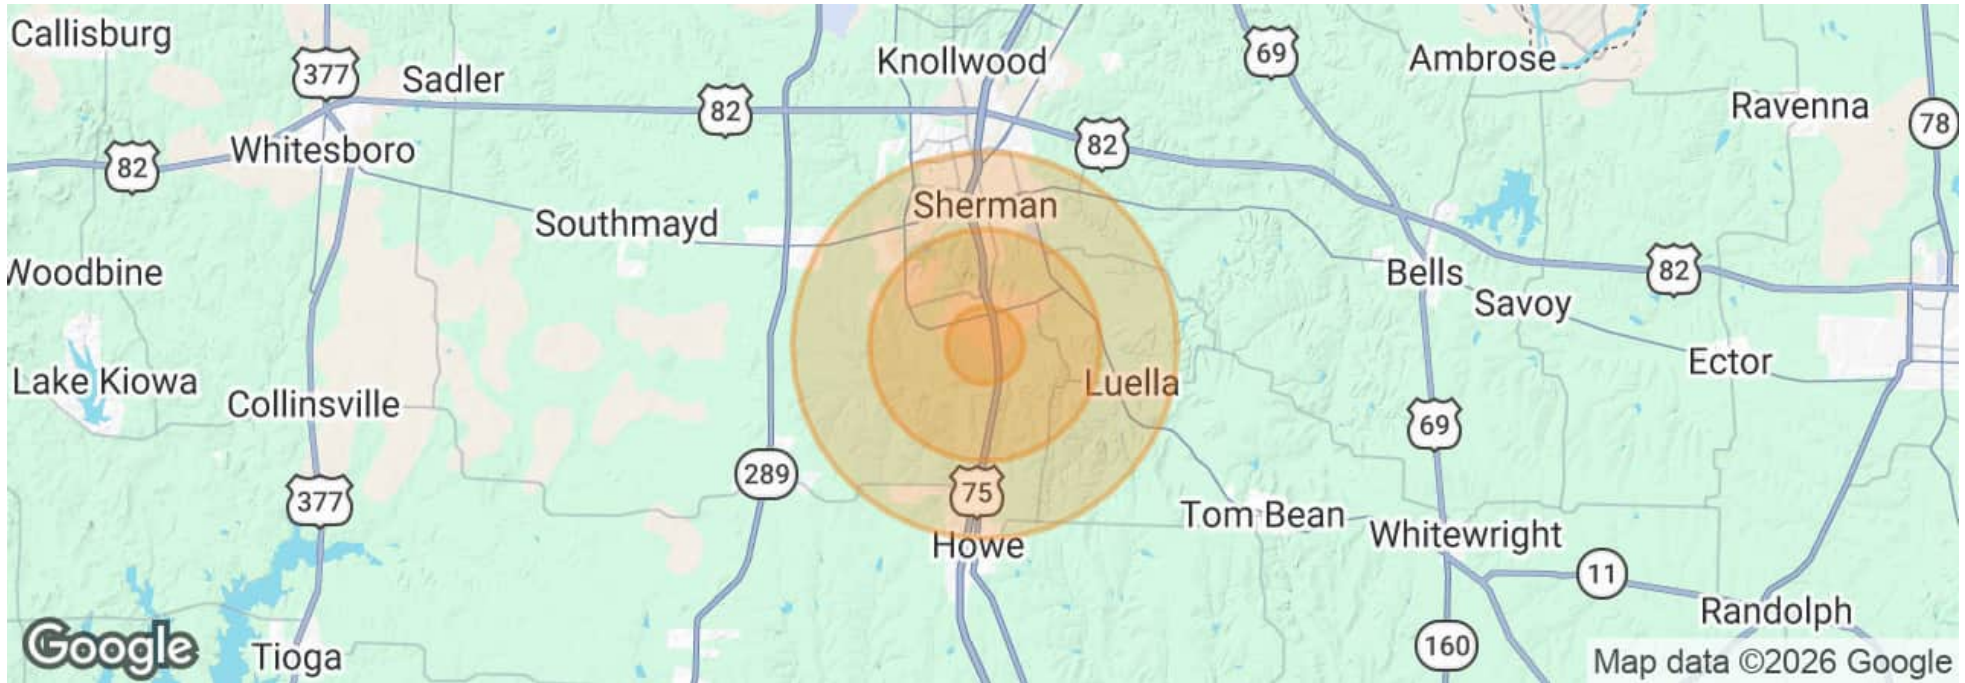 Callisburg
Knollwood
69
Ambrose
377
Sadler
82
Ravenna
78
82
Whitesboro
82
Sherman
Southmayd
Woodbine
Bells
82
Savoy
Ector
Lake Kiowa
Luella
Collinsville
69
289
377
75
Tom Bean
Whitewright
Howe
11
Randolph
Google
Tioga
160
Map data ©2026 Google